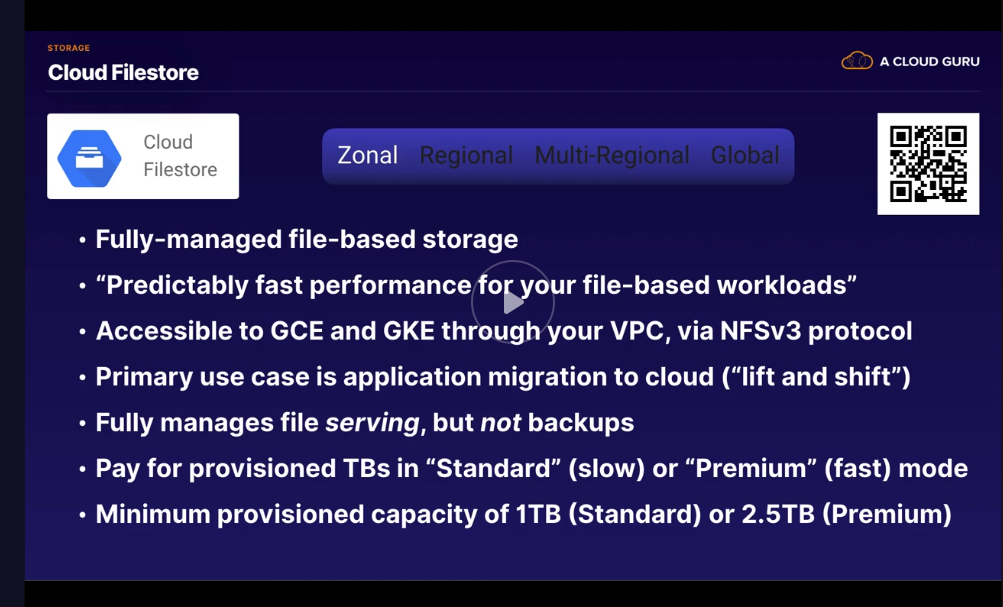 STORAGE
Cloud Filestore
A CLOUD GURU
Cloud
Filestore
Zonal Regional Multi-Regional Global
• Fully-managed file-based storage
• “Predictably fast performance for your file-based workloads”
• Accessible to GCE and GKE through your VPC, via NFSv3 protocol
• Primary use case is application migration to cloud (“lift and shift”)
• Fully manages file serving, but not backups
• Pay for provisioned TBs in “Standard” (slow) or “Premium” (fast) mode
• Minimum provisioned capacity of 1TB (Standard) or 2.5TB (Premium)